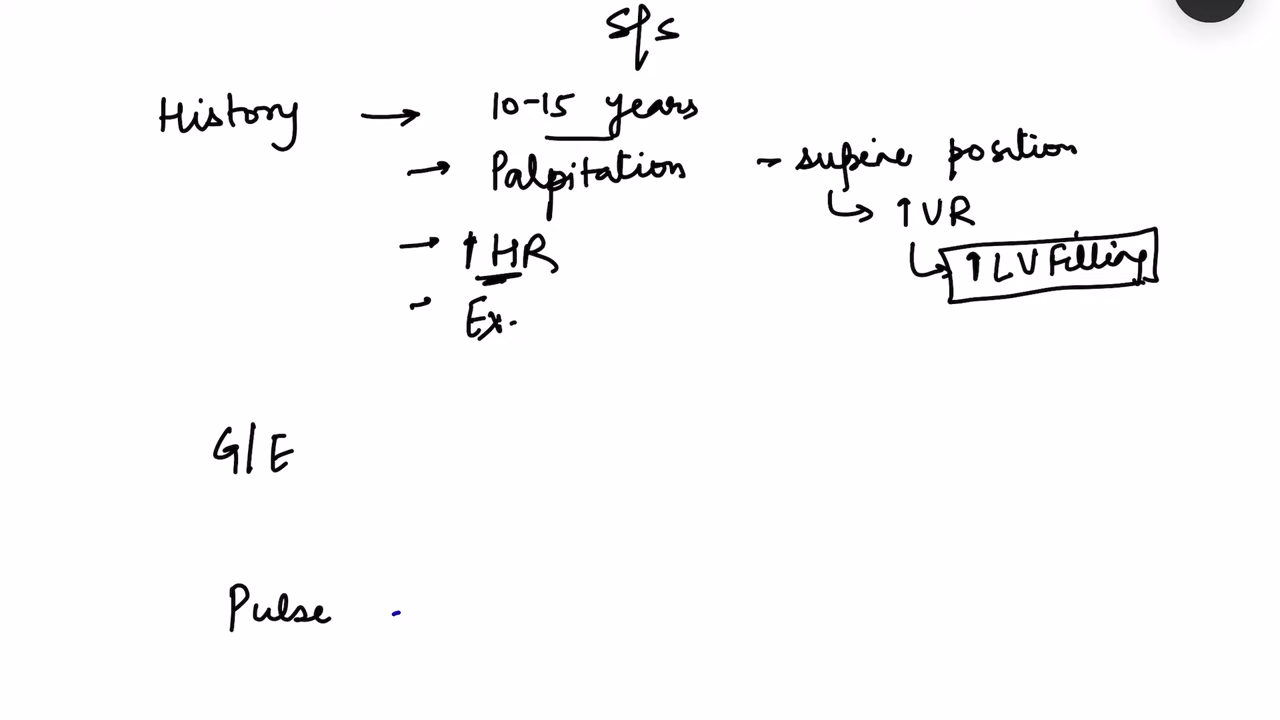 S/s
History → 10-15 years
→ Palpitation - supine position
↳ ↑ VR
→ ↑ HR ↳ ↑ LV Filling
- Ex.
G/E
Pulse -